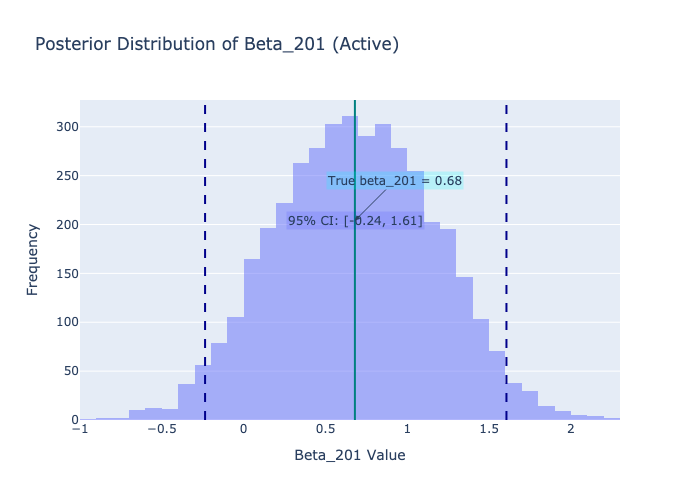 Posterior Distribution of Beta_201 (Active)
300
250
200
150
100
50
0
Frequency
True beta_201 = 0.68
95% CI: [-0.24, 1.61]
−1
−0.5
0
0.5
1
1.5
2
Beta_201 Value